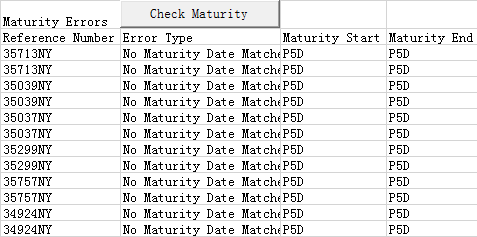 Maturity Errors Check Maturity
Reference Number Error Type Maturity Start Maturity End
35713NY No Maturity Date Matche P5D P5D
35713NY No Maturity Date Matche P5D P5D
35039NY No Maturity Date Matche P5D P5D
35039NY No Maturity Date Matche P5D P5D
35037NY No Maturity Date Matche P5D P5D
35037NY No Maturity Date Matche P5D P5D
35299NY No Maturity Date Matche P5D P5D
35299NY No Maturity Date Matche P5D P5D
35757NY No Maturity Date Matche P5D P5D
35757NY No Maturity Date Matche P5D P5D
34924NY No Maturity Date Matche P5D P5D
34924NY No Maturity Date Matche P5D P5D